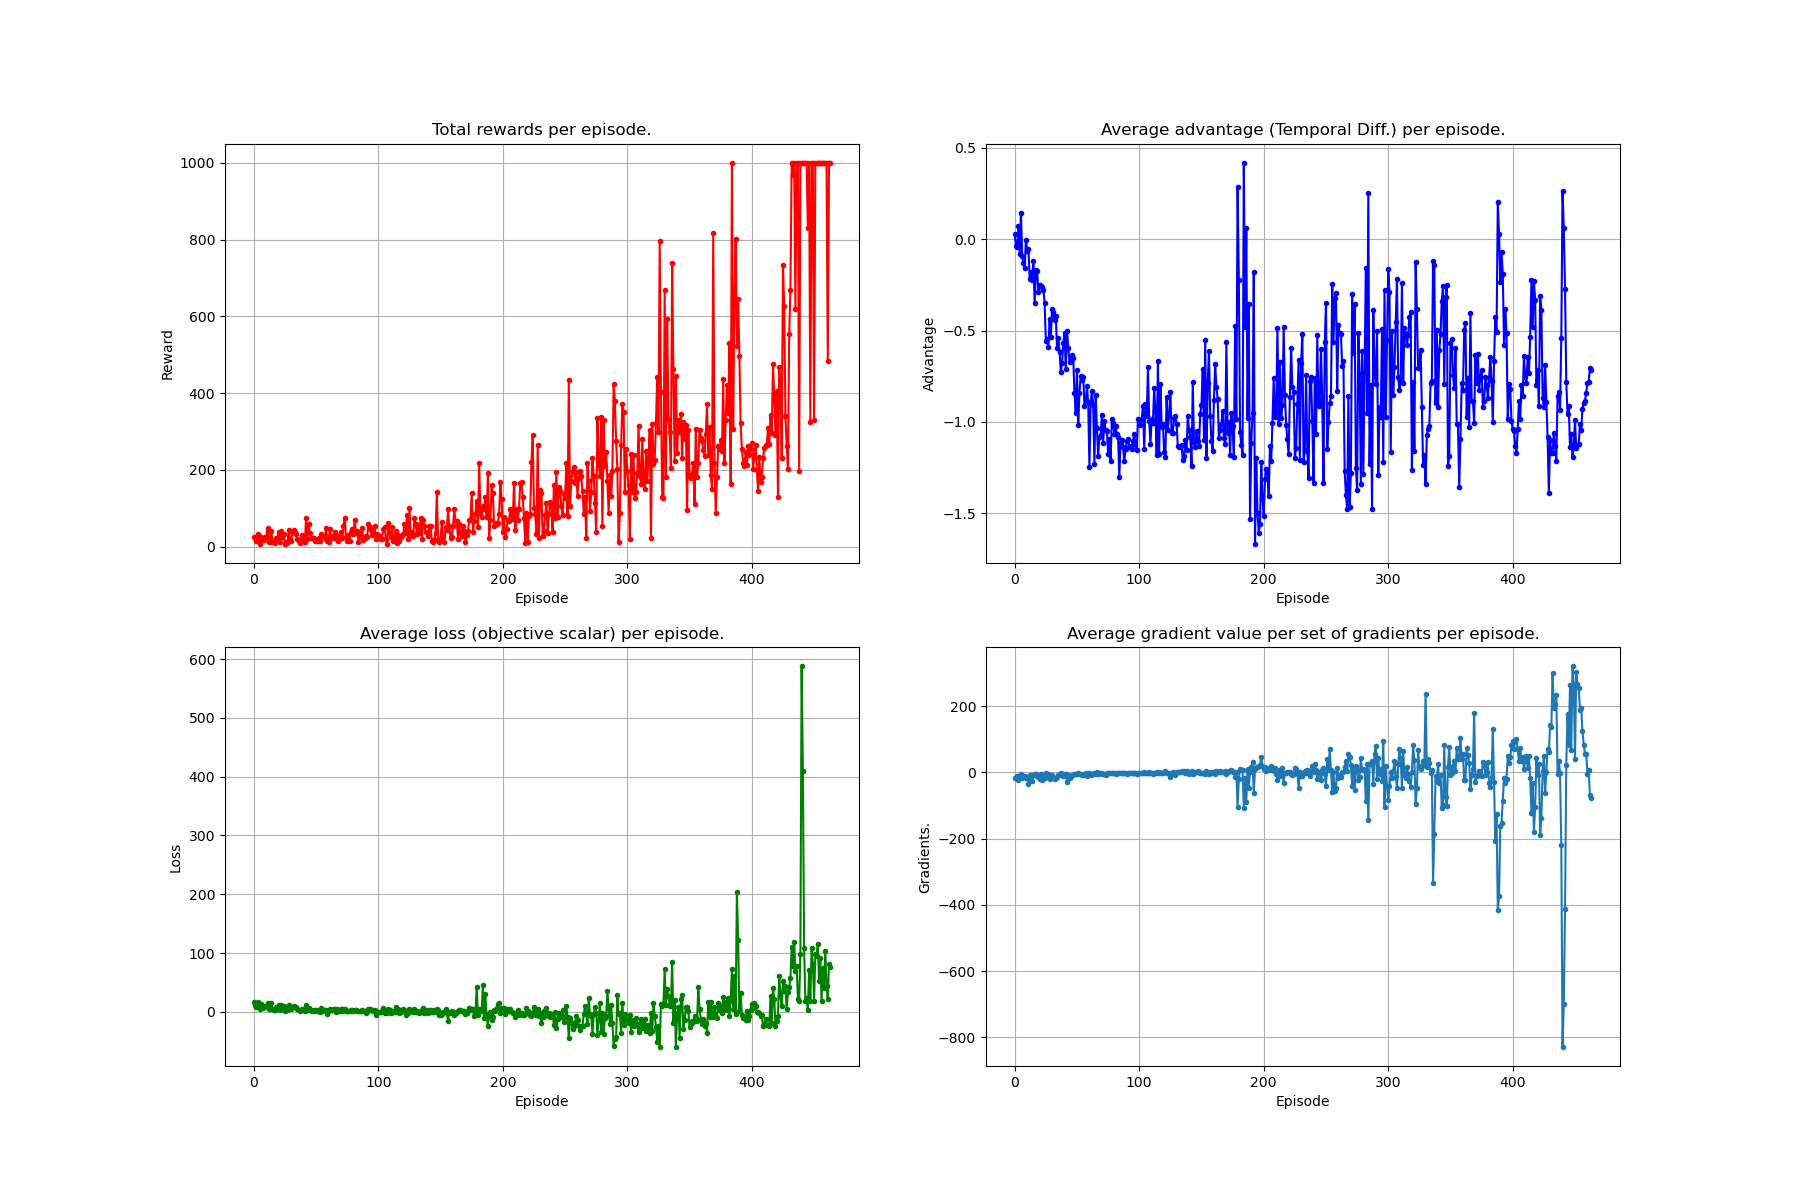 Total rewards per episode.
1000
800
600
400
200
0
Reward
0 100 200 300 400
Episode
Average advantage (Temporal Diff.) per episode.
0.5
0.0
−0.5
−1.0
−1.5
Advantage
0 100 200 300 400
Episode
Average loss (objective scalar) per episode.
600
500
400
300
200
100
0
Loss
0 100 200 300 400
Episode
Average gradient value per set of gradients per episode.
200
0
−200
−400
−600
−800
Gradients.
0 100 200 300 400
Episode